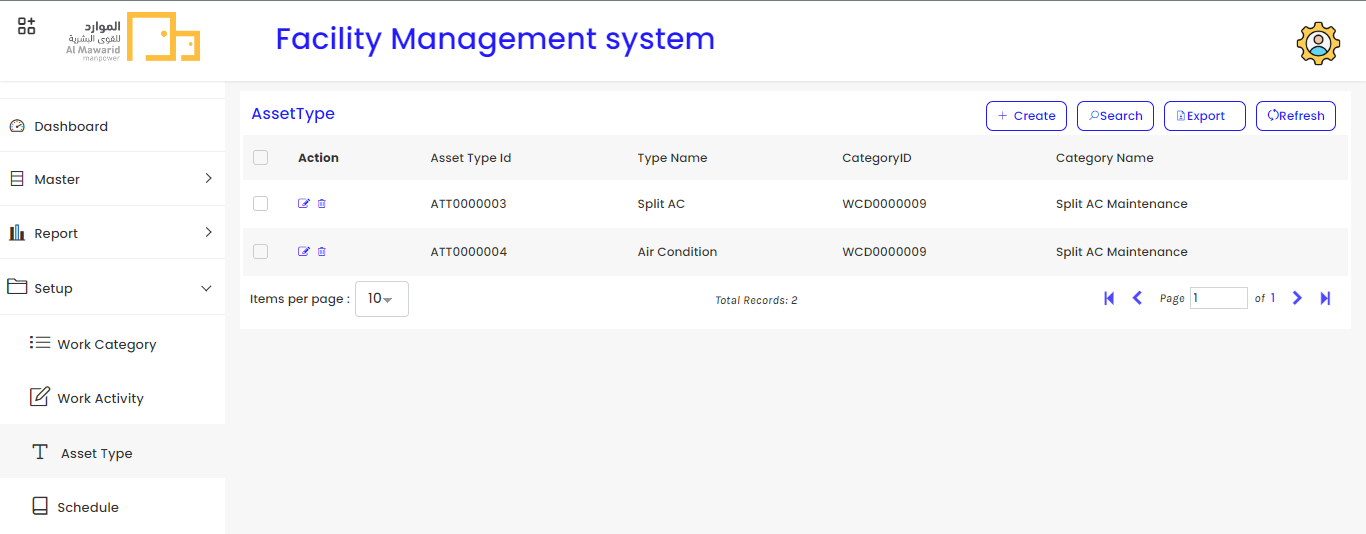 الموارد
للقوى البشرية
Al Mawarid
manpower
Facility Management system
Dashboard
Master
Report
Setup
Work Category
Work Activity
Asset Type
Schedule
AssetType
Create Search Export Refresh
Action Asset Type Id Type Name CategoryID Category Name
ATT0000003 Split AC WCD0000009 Split AC Maintenance
ATT0000004 Air Condition WCD0000009 Split AC Maintenance
Items per page : 10 Total Records: 2 Page 1 of 1